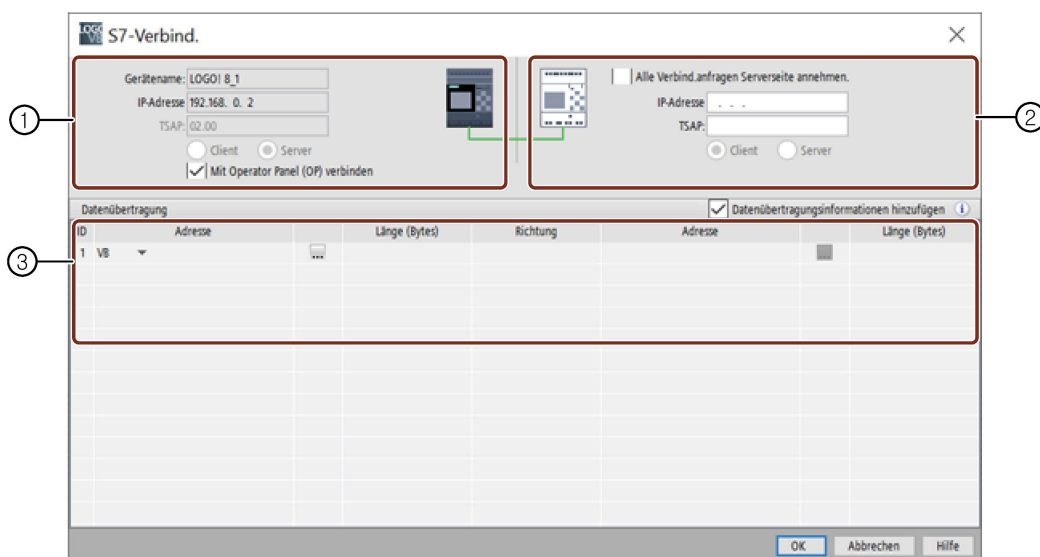 LOGO! V8 S7-Verbind.
Gerätename: LOGO! 8_1
IP-Adresse 192.168. 0. 2
TSAP: 02.00
Client Server
Mit Operator Panel (OP) verbinden
1
Alle Verbind.anfragen Serverseite annehmen.
IP-Adresse . . .
TSAP:
Client Server
2
Datenübertragung Datenübertragungsinformationen hinzufügen i
ID Adresse Länge (Bytes) Richtung Adresse Länge (Bytes)
1 VB ... ...
3
OK Abbrechen Hilfe